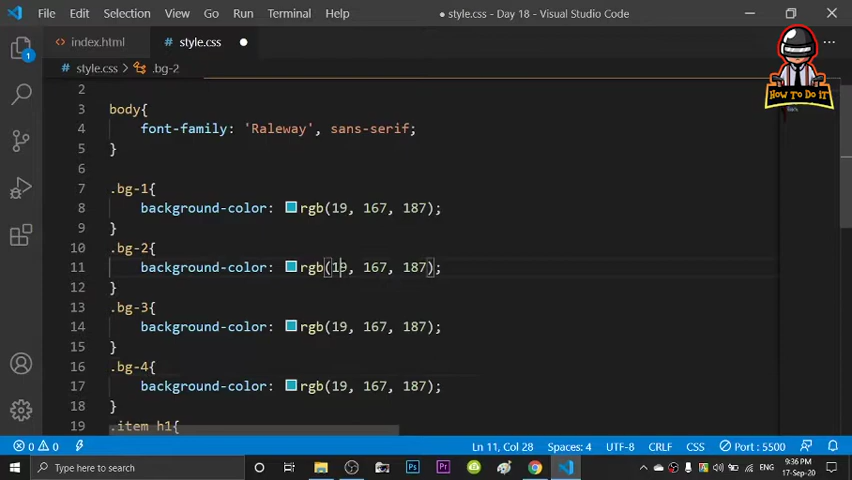 File Edit Selection View Go Run Terminal Help
● style.css - Day 18 - Visual Studio Code
index.html
# style.css ●
# style.css > .bg-2
HOW TO DO IT
2
3 body{
4 font-family: 'Raleway', sans-serif;
5 }
6
7 .bg-1{
8 background-color: rgb(19, 167, 187);
9 }
10 .bg-2{
11 background-color: rgb(19, 167, 187);
12 }
13 .bg-3{
14 background-color: rgb(19, 167, 187);
15 }
16 .bg-4{
17 background-color: rgb(19, 167, 187);
18 }
19 .item h1{
1
0 0
Ln 11, Col 28 Spaces: 4 UTF-8 CRLF CSS Port : 5500
Type here to search
Ps
Pr
ENG
9:36 PM
17-Sep-20